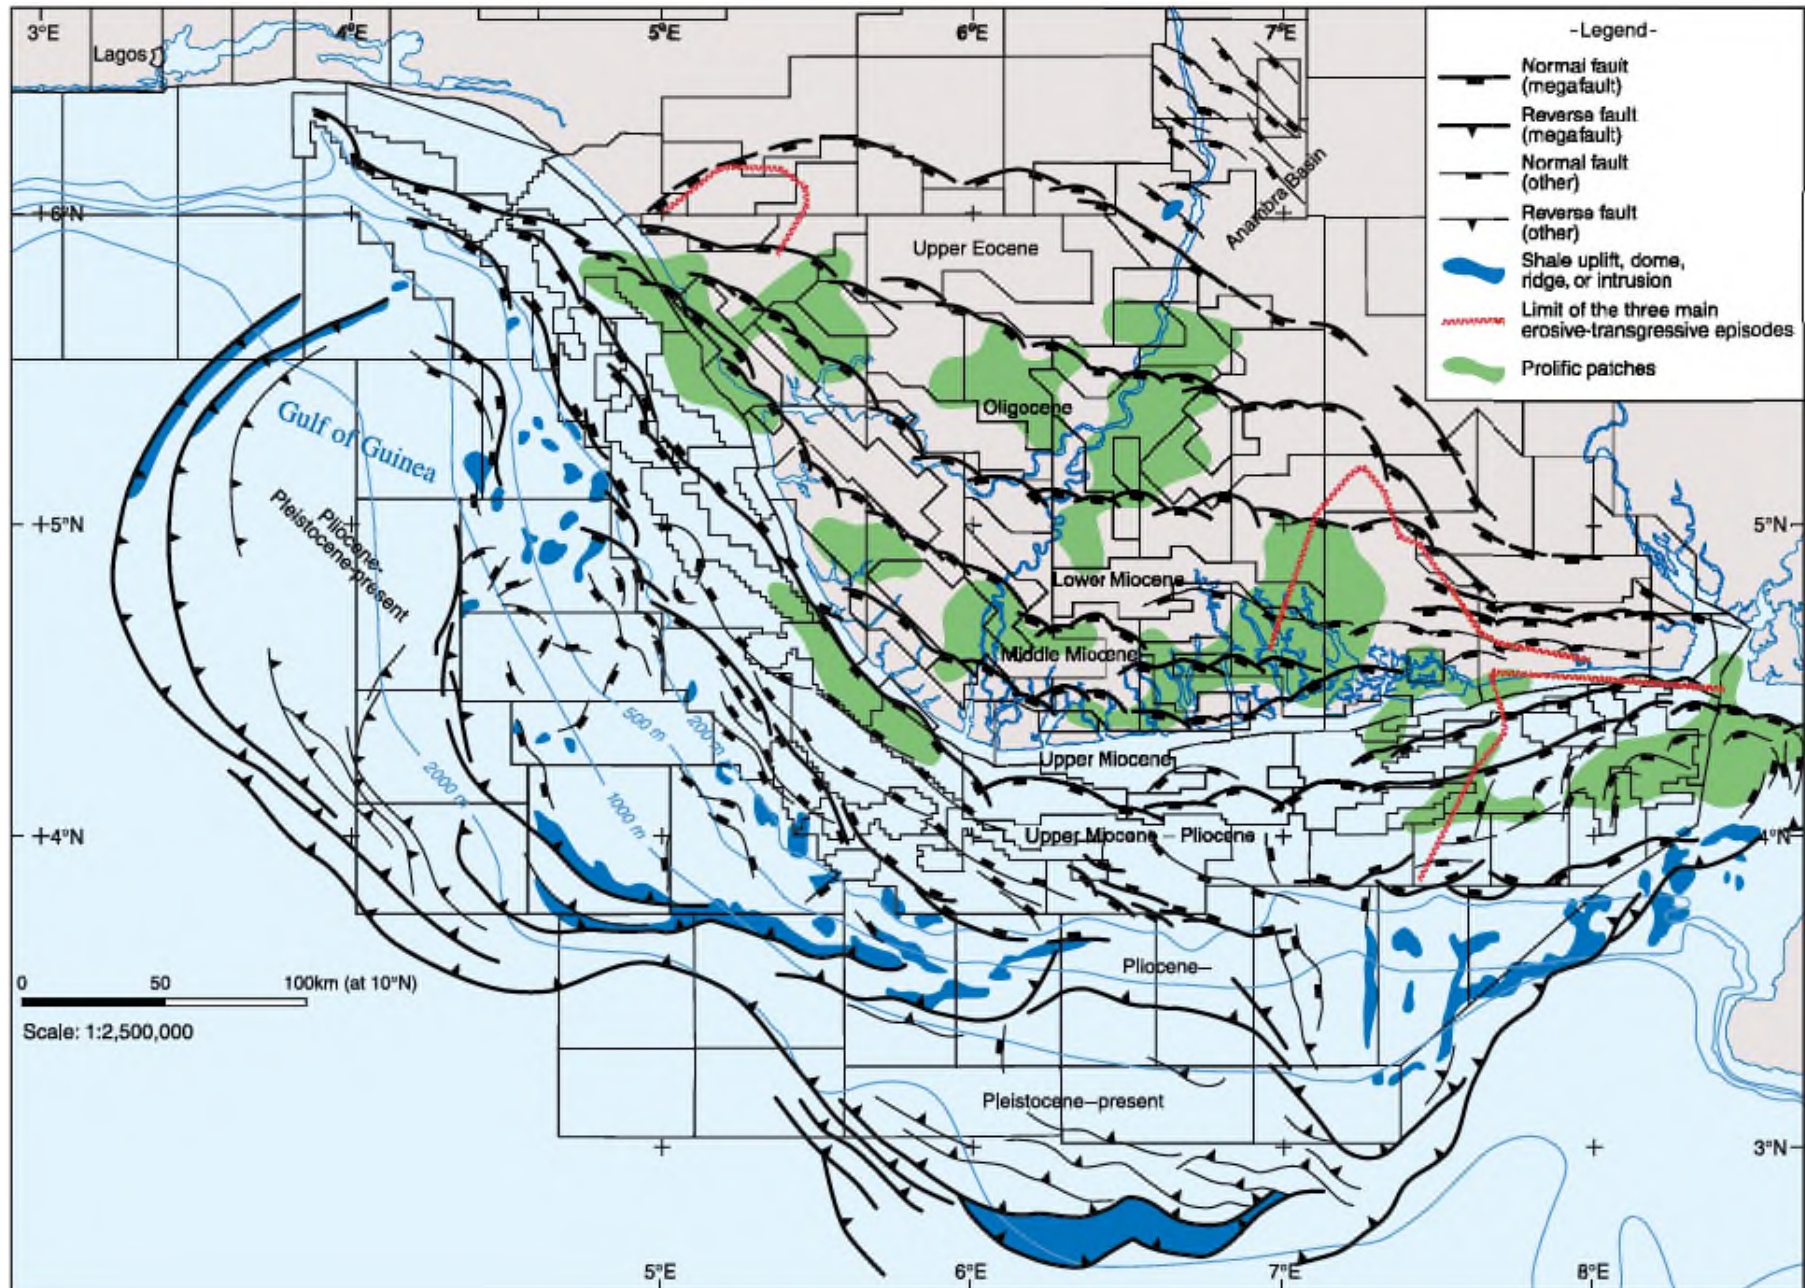 3°E
4°E
5°E
6°E
7°E
Lagos
-Legend-
Normal fault
(megafault)
Reverse fault
(megafault)
Normal fault
(other)
Reverse fault
(other)
Shale uplift, dome,
ridge, or intrusion
Limit of the three main
erosive-transgressive episodes
Prolific patches
6°N
Anambra Basin
Upper Eocene
Gulf of Guinea
Oligocene
5°N
5°N
Pliocene-
Pleistocene-present
Lower Miocene
Middle Miocene
200 m
500 m
2000 m
1000 m
Upper Miocene
4°N
Upper Miocene – Pliocene
4°N
Pliocene–
0 50 100km (at 10°N)
Scale: 1:2,500,000
Pleistocene–present
3°N
5°E
6°E
7°E
8°E